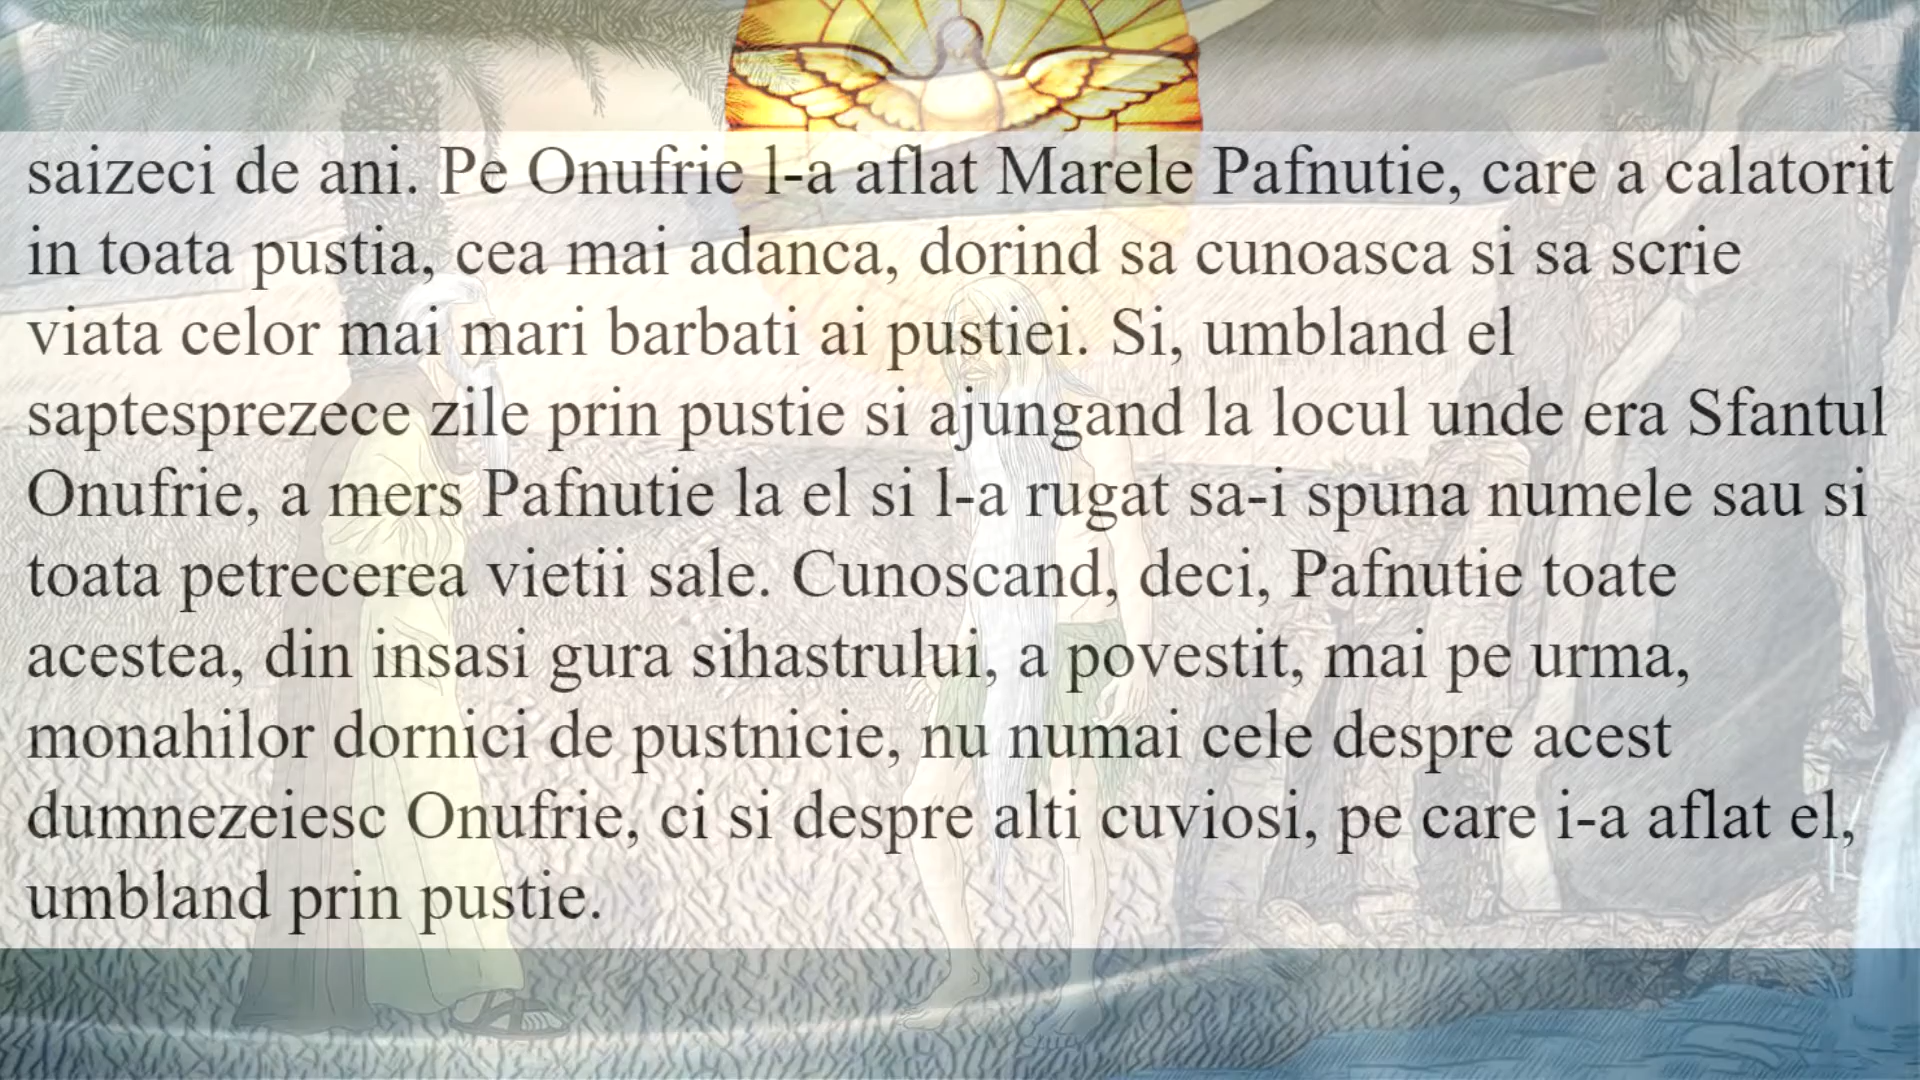 saizeci de ani. Pe Onufrie l-a aflat Marele Pafnutie, care a calatorit
in toata pustia, cea mai adanca, dorind sa cunoasca si sa scrie
viata celor mai mari barbati ai pustiei. Si, umbland el
saptesprezece zile prin pustie si ajungand la locul unde era Sfantul
Onufrie, a mers Pafnutie la el si l-a rugat sa-i spuna numele sau si
toata petrecerea vietii sale. Cunoscand, deci, Pafnutie toate
acestea, din insasi gura sihastrului, a povestit, mai pe urma,
monahilor dornici de pustnicie, nu numai cele despre acest
dumnezeiesc Onufrie, ci si despre alti cuviosi, pe care i-a aflat el,
umbland prin pustie.